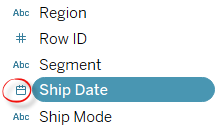 Abc Region
# Row ID
Abc Segment
Ship Date
Abc Ship Mode